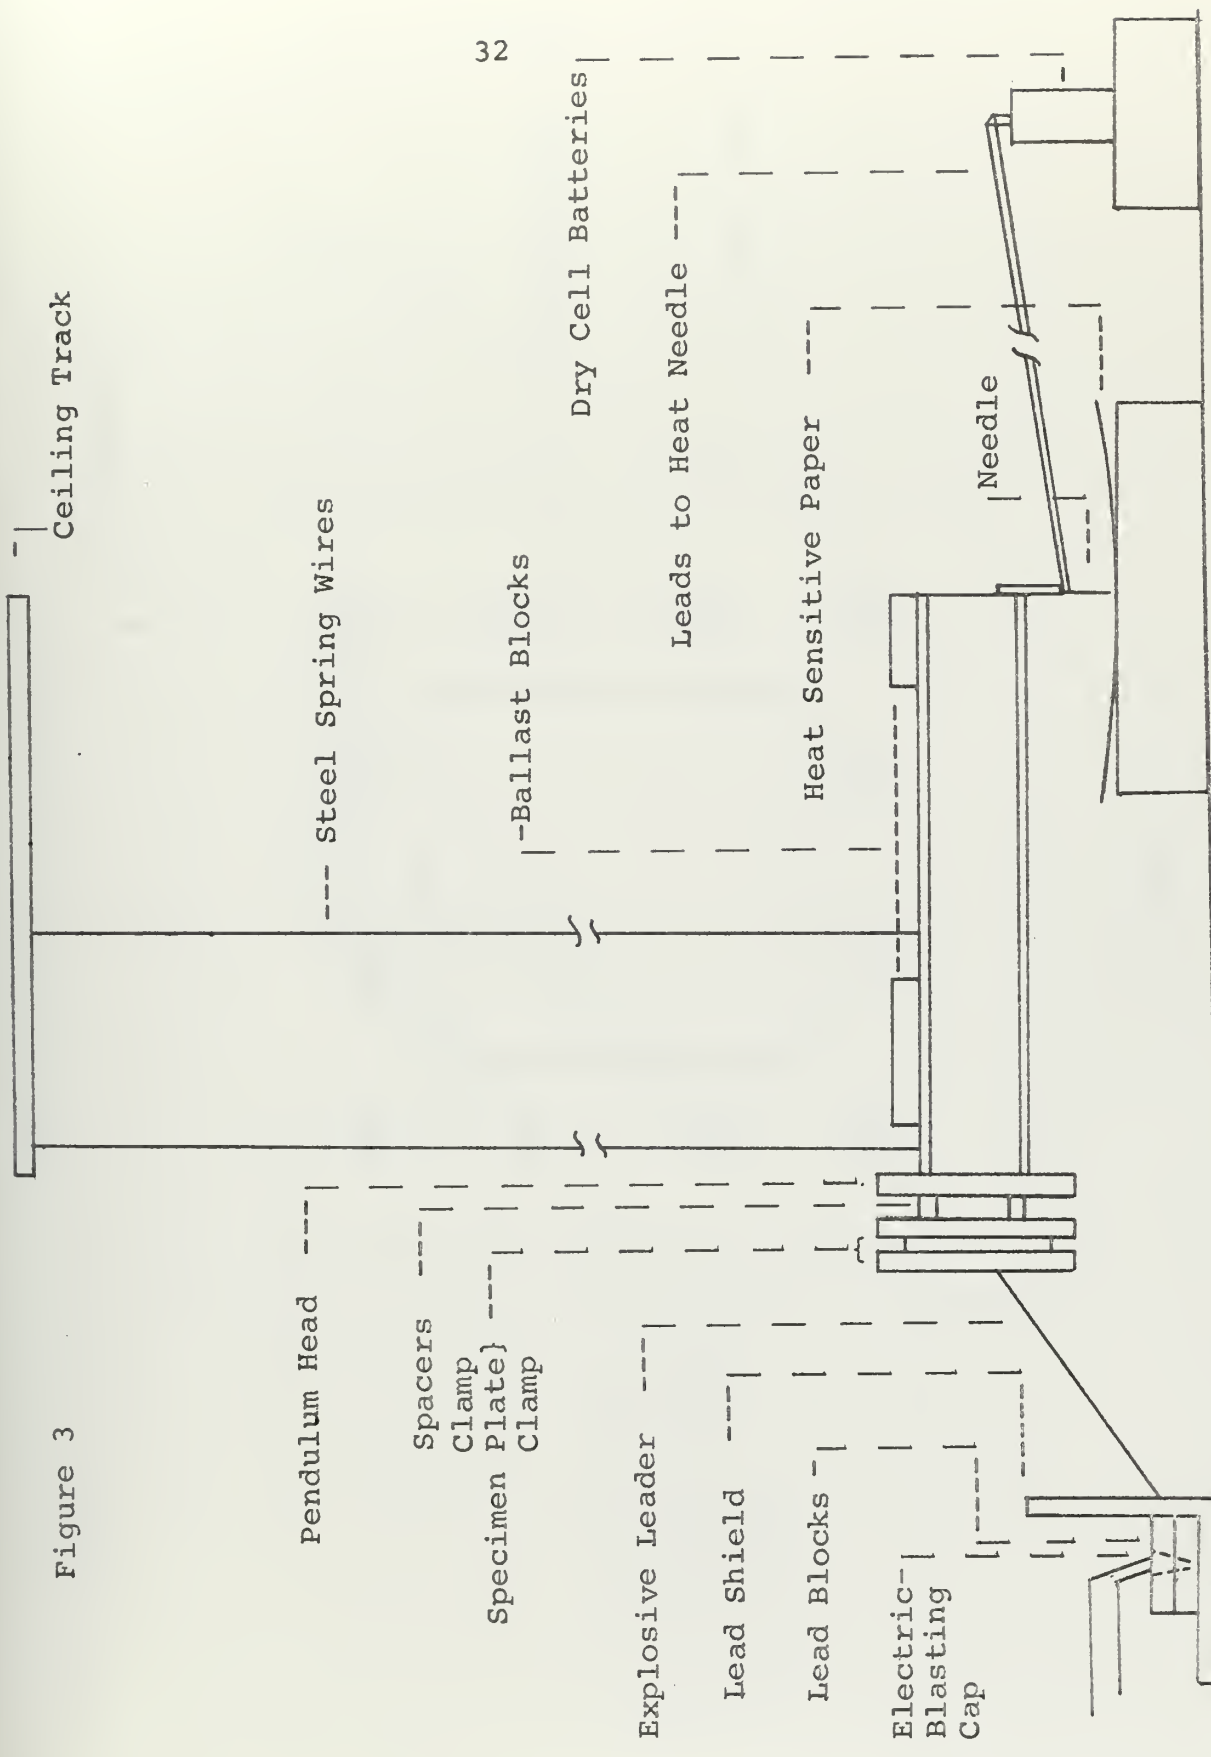 32
Figure 3
Ceiling Track
--- Steel Spring Wires
Pendulum Head ---
-Ballast Blocks
Spacers ---
Clamp
Specimen Plate} ---
Clamp
Dry Cell Batteries
Explosive Leader ---
Leads to Heat Needle ---
Lead Shield ---
Heat Sensitive Paper ---
Lead Blocks -
Needle
Electric-
Blasting
Cap